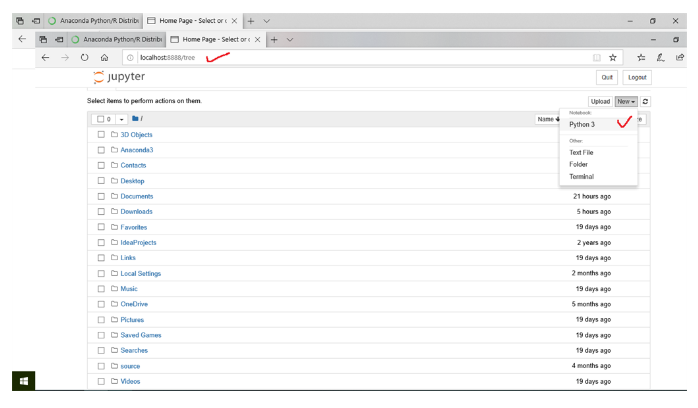 Anaconda Python/R Distrib Home Page - Select or c
Anaconda Python/R Distrib Home Page - Select or c
localhost:8888/tree
jupyter Quit Logout
Select items to perform actions on them. Upload New
0 / Name
Notebook:
Python 3
Other:
Text File
Folder
Terminal
3D Objects
Anaconda3
Contacts
Desktop
Documents 21 hours ago
Downloads 5 hours ago
Favorites 19 days ago
IdeaProjects 2 years ago
Links 19 days ago
Local Settings 2 months ago
Music 19 days ago
OneDrive 5 months ago
Pictures 19 days ago
Saved Games 19 days ago
Searches 19 days ago
source 4 months ago
Videos 19 days ago